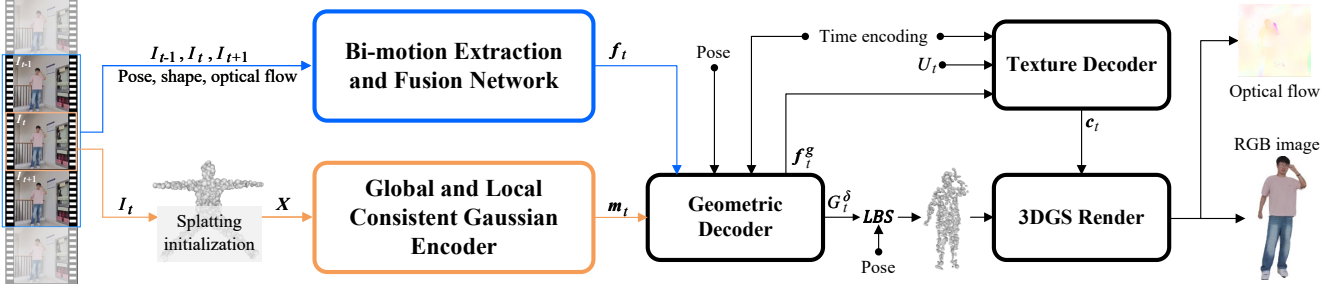 I_{t-1}
I_t
I_{t+1}
I_{t-1} , I_t , I_{t+1}
Pose, shape, optical flow
Bi-motion Extraction
and Fusion Network
f_t
Pose
Time encoding
U_t
Texture Decoder
Optical flow
c_t
RGB image
I_t
Splatting
initialization
X
Global and Local
Consistent Gaussian
Encoder
m_t
f_t^g
Geometric
Decoder
G_t^δ
LBS
Pose
3DGS Render